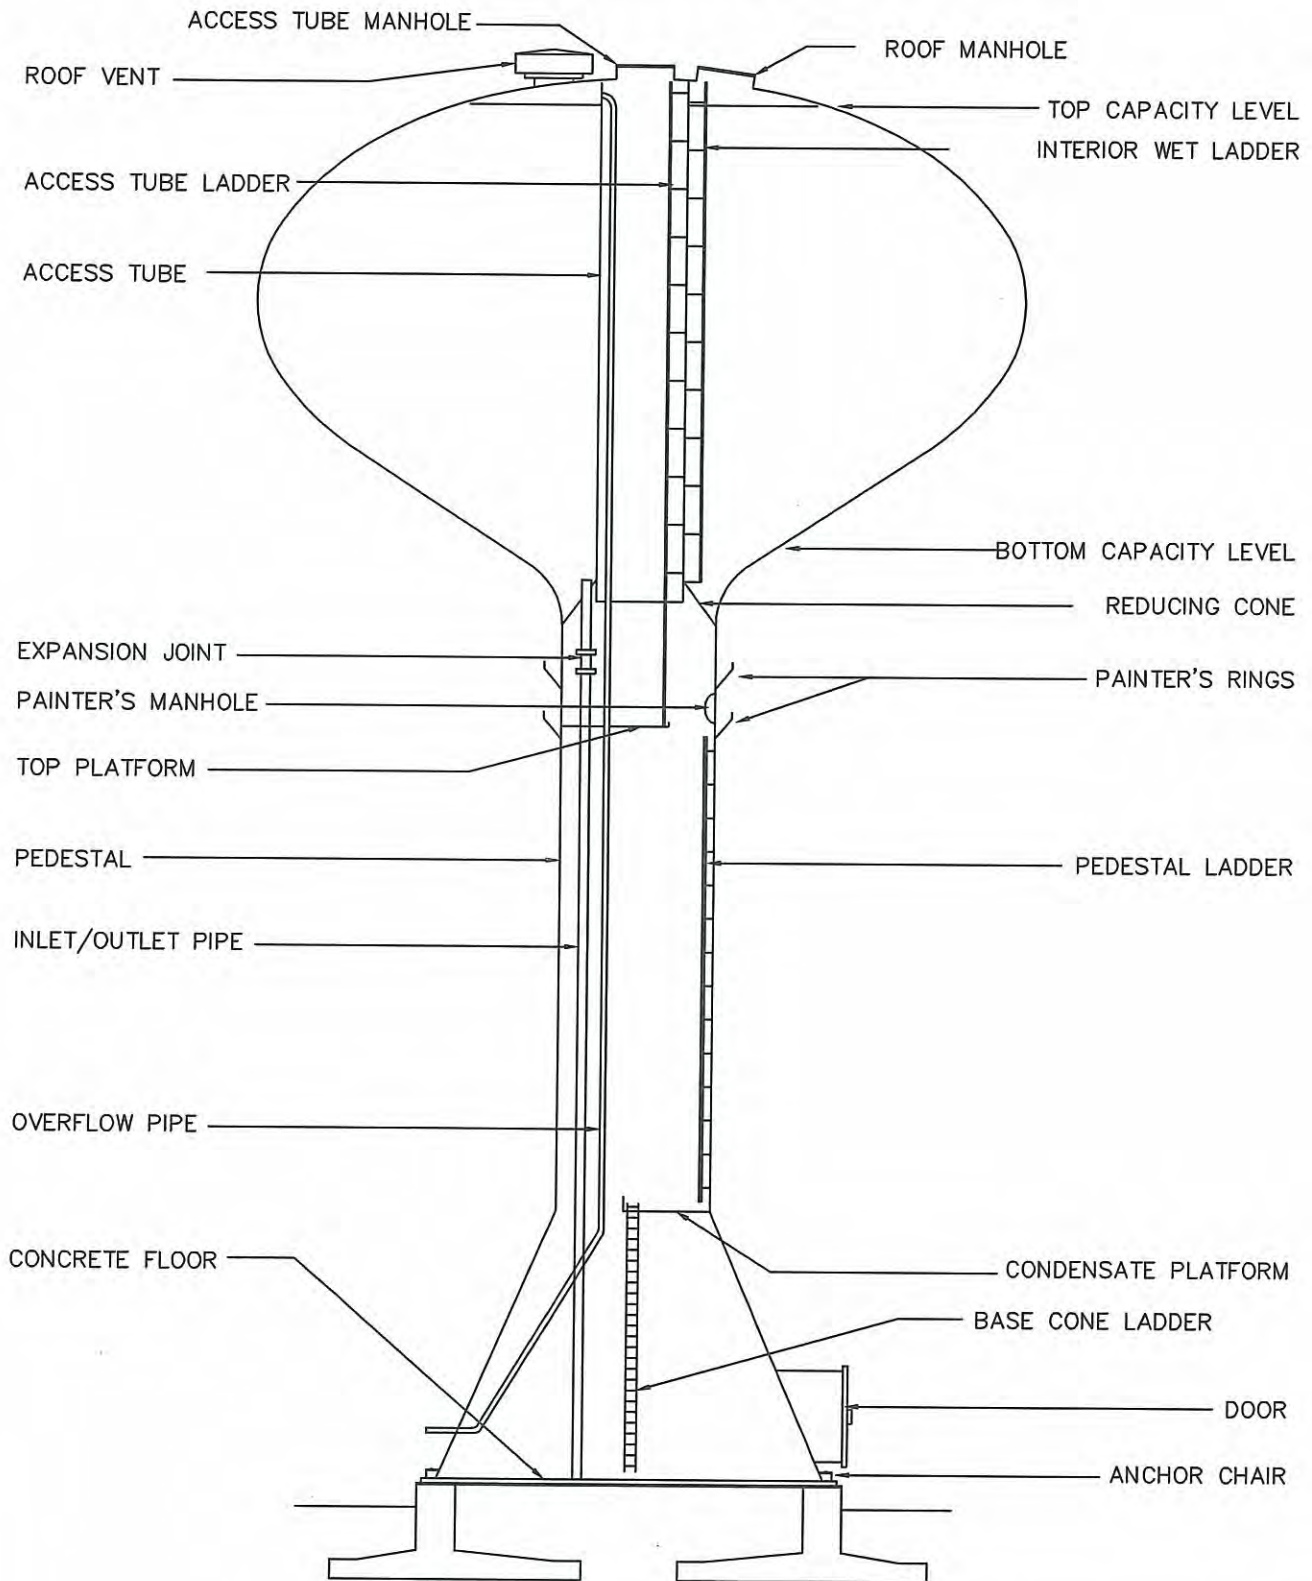 ACCESS TUBE MANHOLE
ROOF MANHOLE
ROOF VENT
TOP CAPACITY LEVEL
INTERIOR WET LADDER
ACCESS TUBE LADDER
ACCESS TUBE
BOTTOM CAPACITY LEVEL
REDUCING CONE
EXPANSION JOINT
PAINTER'S RINGS
PAINTER'S MANHOLE
TOP PLATFORM
PEDESTAL
PEDESTAL LADDER
INLET/OUTLET PIPE
OVERFLOW PIPE
CONCRETE FLOOR
CONDENSATE PLATFORM
BASE CONE LADDER
DOOR
ANCHOR CHAIR